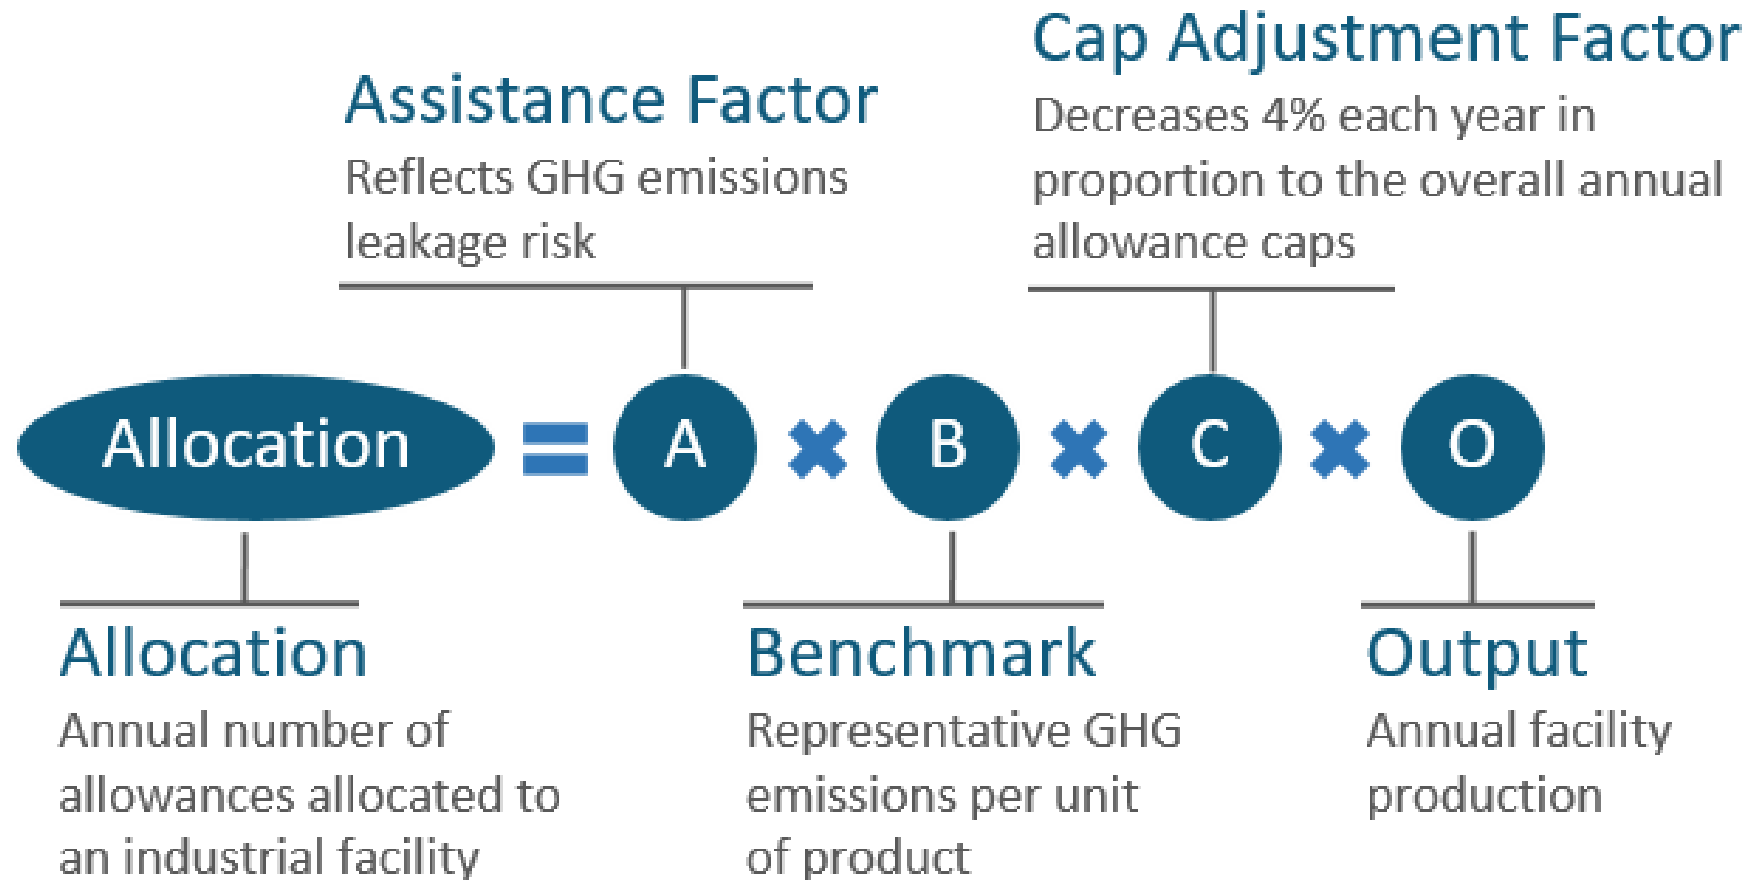 Cap Adjustment Factor
Decreases 4% each year in
proportion to the overall annual
allowance caps
Assistance Factor
Reflects GHG emissions
leakage risk
Allocation = A × B × C × O
Allocation
Annual number of
allowances allocated to
an industrial facility
Benchmark
Representative GHG
emissions per unit
of product
Output
Annual facility
production